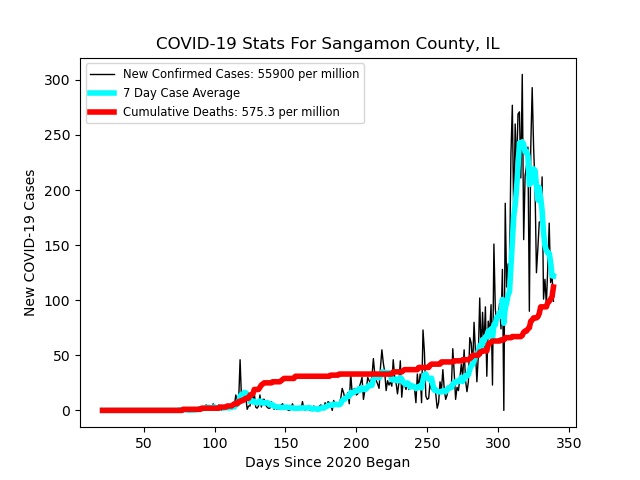 COVID-19 Stats For Sangamon County, IL
New Confirmed Cases: 55900 per million
7 Day Case Average
Cumulative Deaths: 575.3 per million
New COVID-19 Cases
300
250
200
150
100
50
0
50 100 150 200 250 300 350
Days Since 2020 Began